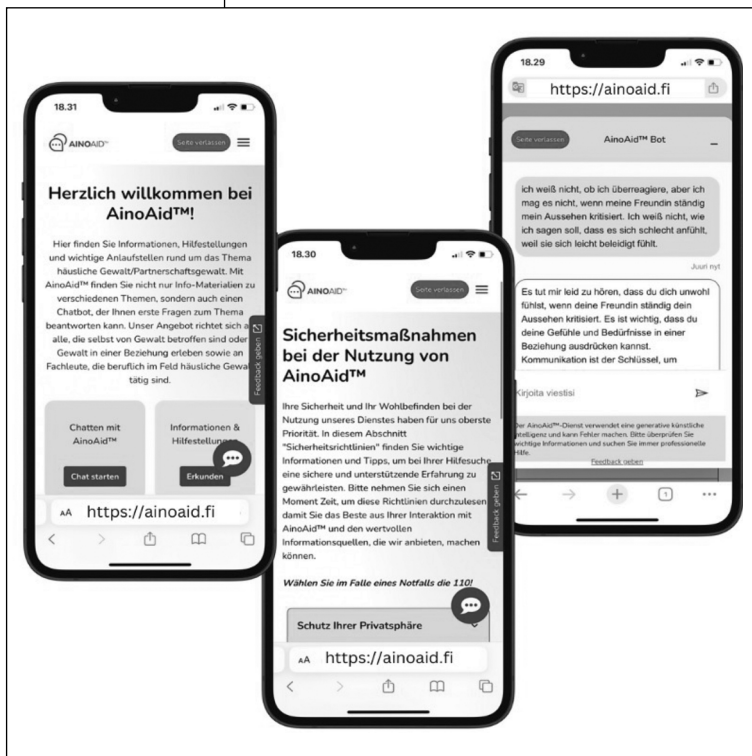 18.31
AINOAID™
Seite verlassen
Herzlich willkommen bei
AinoAid™!
Hier finden Sie Informationen, Hilfestellungen
und wichtige Anlaufstellen rund um das Thema
häusliche Gewalt/Partnerschaftsgewalt. Mit
AinoAid™ finden Sie nicht nur Info-Materialien zu
verschiedenen Themen, sondern auch einen
Chatbot, der Ihnen erste Fragen zum Thema
beantworten kann. Unser Angebot richtet sich a
alle, die selbst von Gewalt betroffen sind oder
Gewalt in einer Beziehung erleben sowie an
Fachleute, die beruflich im Feld häusliche Gewal
tätig sind.
Feedback geben
Chatten mit
AinoAid™
Chat starten
Informationen &
Hilfestellunge
Erkunden
AA https://ainoaid.fi
18.30
AINOAID™
Seite verlassen
Sicherheitsmaßnahmen
bei der Nutzung von
AinoAid™
Ihre Sicherheit und Ihr Wohlbefinden bei der
Nutzung unseres Dienstes haben für uns oberste
Priorität. In diesem Abschnitt
"Sicherheitsrichtlinien" finden Sie wichtige
Informationen und Tipps, um bei Ihrer Hilfesuche
eine sichere und unterstützende Erfahrung zu
gewährleisten. Bitte nehmen Sie sich einen
Moment Zeit, um diese Richtlinien durchzulesen,
damit Sie das Beste aus Ihrer Interaktion mit
AinoAid™ und den wertvollen
Informationsquellen, die wir anbieten, machen
können.
Feedback geben
Wählen Sie im Falle eines Notfalls die 110!
Schutz Ihrer Privatsphäre
AA https://ainoaid.fi
18.29
https://ainoaid.fi
Seite verlassen
AinoAid™ Bot
ich weiß nicht, ob ich überreagiere, aber ich
mag es nicht, wenn meine Freundin ständig
mein Aussehen kritisiert. Ich weiß nicht, wie
ich sagen soll, dass es sich schlecht anfühlt,
weil sie sich leicht beleidigt fühlt.
Juuri nyt
Es tut mir leid zu hören, dass du dich unwohl
fühlst, wenn deine Freundin ständig dein
Aussehen kritisiert. Es ist wichtig, dass du
deine Gefühle und Bedürfnisse in einer
Beziehung ausdrücken kannst.
Kommunikation ist der Schlüssel, um
Kirjoita viestisi
Der AinoAid™-Dienst verwendet eine generative künstliche
Intelligenz und kann Fehler machen. Bitte überprüfen Sie
wichtige Informationen und suchen Sie immer professionelle
Hilfe.
Feedback geben
1